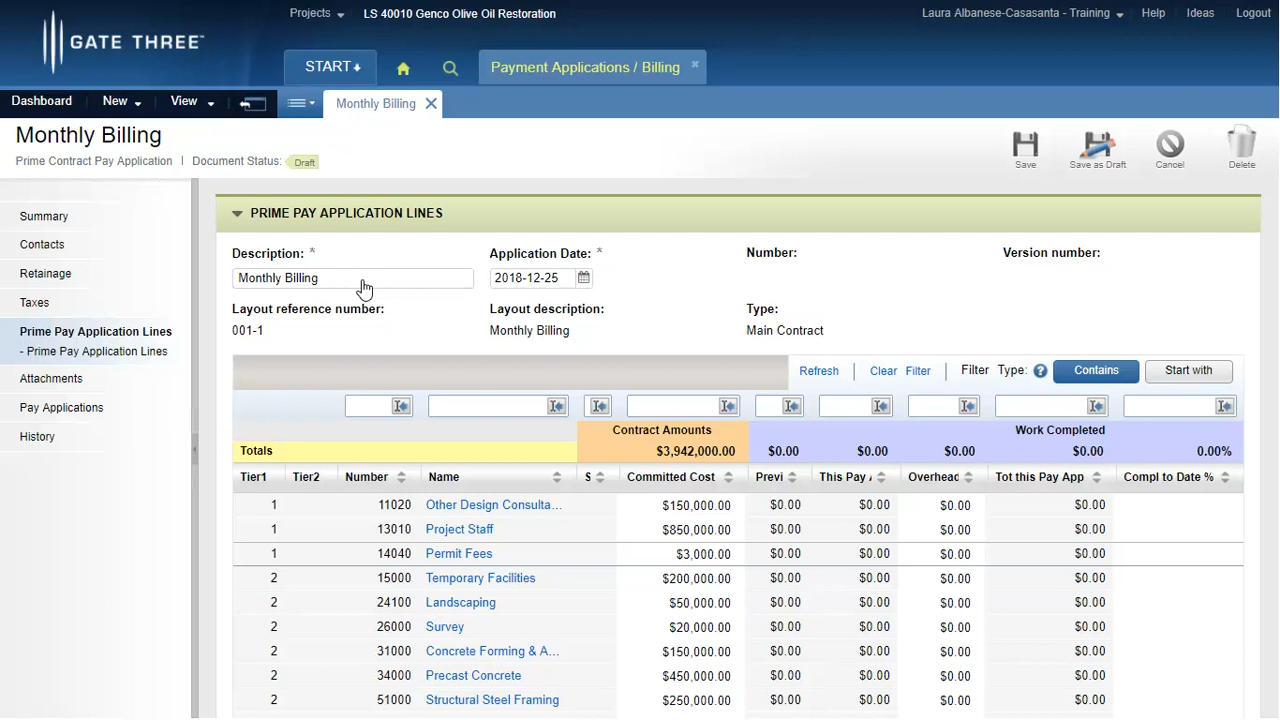 Projects LS 40010 Genco Olive Oil Restoration Laura Albanese-Casasanta - Training Help Ideas Logout
GATE THREE
START Payment Applications / Billing
Dashboard New View Monthly Billing
Monthly Billing
Prime Contract Pay Application | Document Status: Draft
Save Save as Draft Cancel Delete
Summary
Contacts
Retainage
Taxes
Prime Pay Application Lines
- Prime Pay Application Lines
Attachments
Pay Applications
History
PRIME PAY APPLICATION LINES
Description: * Application Date: * Number: Version number:
Monthly Billing 2018-12-25
Layout reference number: Layout description: Type:
001-1 Monthly Billing Main Contract
Refresh Clear Filter Filter Type: ? Contains Start with
Contract Amounts Work Completed
Totals $3,942,000.00 $0.00 $0.00 $0.00 $0.00 0.00%
Tier1 Tier2 Number Name S Committed Cost Previ This Pay Overhead Tot this Pay App Compl to Date %
1 11020 Other Design Consulta... $150,000.00 $0.00 $0.00 $0.00 $0.00
1 13010 Project Staff $850,000.00 $0.00 $0.00 $0.00 $0.00
1 14040 Permit Fees $3,000.00 $0.00 $0.00 $0.00 $0.00
2 15000 Temporary Facilities $200,000.00 $0.00 $0.00 $0.00 $0.00
2 24100 Landscaping $50,000.00 $0.00 $0.00 $0.00 $0.00
2 26000 Survey $20,000.00 $0.00 $0.00 $0.00 $0.00
2 31000 Concrete Forming & A... $150,000.00 $0.00 $0.00 $0.00 $0.00
2 34000 Precast Concrete $450,000.00 $0.00 $0.00 $0.00 $0.00
2 51000 Structural Steel Framing $250,000.00 $0.00 $0.00 $0.00 $0.00